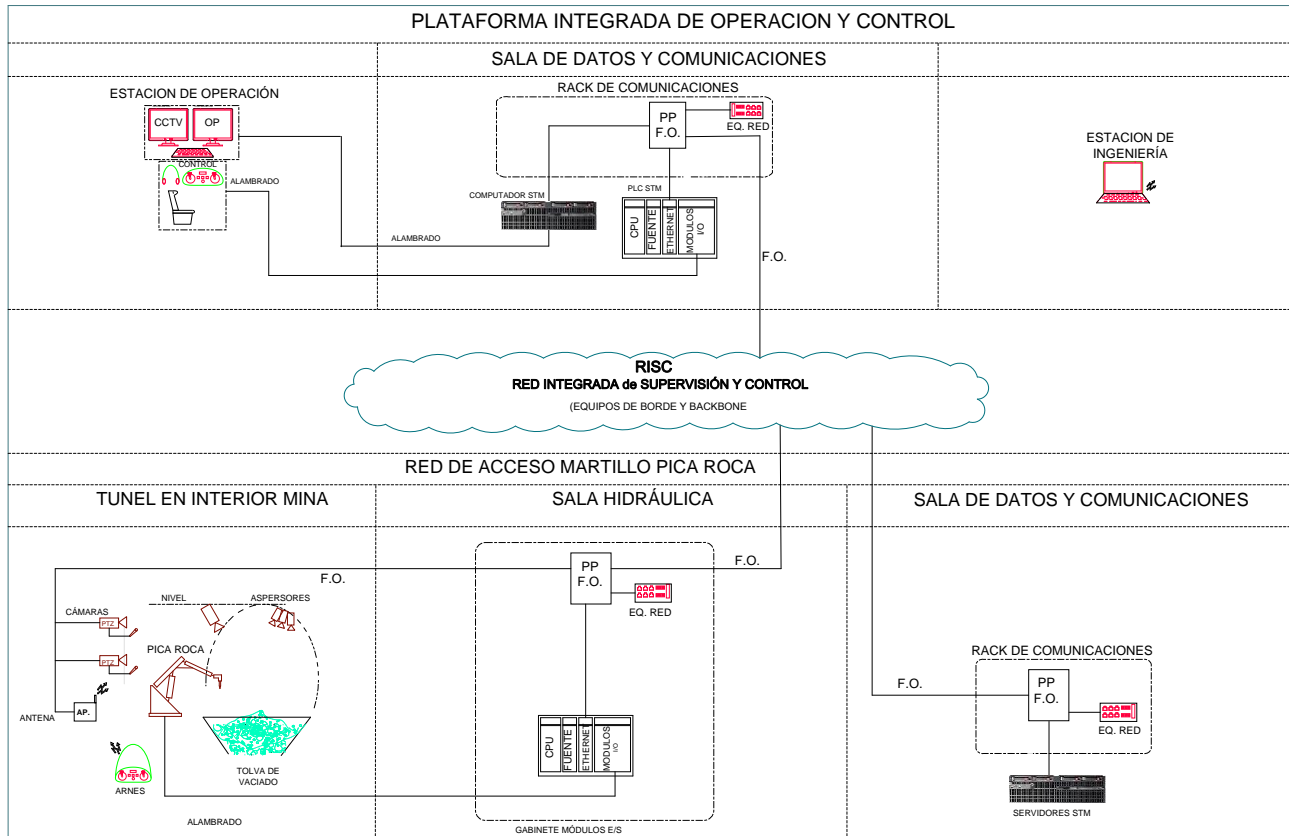 PLATAFORMA INTEGRADA DE OPERACION Y CONTROL
SALA DE DATOS Y COMUNICACIONES
ESTACION DE OPERACIÓN
CCTV
OP
CONTROL
ALAMBRADO
ALAMBRADO
RACK DE COMUNICACIONES
PP
F.O.
EQ. RED
COMPUTADOR STM
PLC STM
CPU
FUENTE
ETHERNET
MODULOS
I/O
F.O.
ESTACION DE
INGENIERÍA
RISC
RED INTEGRADA de SUPERVISIÓN Y CONTROL
(EQUIPOS DE BORDE Y BACKBONE
RED DE ACCESO MARTILLO PICA ROCA
TUNEL EN INTERIOR MINA
SALA HIDRÁULICA
SALA DE DATOS Y COMUNICACIONES
F.O.
CÁMARAS
PTZ
PTZ
NIVEL
ASPERSORES
PICA ROCA
ANTENA
AP.
ARNES
TOLVA DE
VACIADO
ALAMBRADO
PP
F.O.
F.O.
EQ. RED
CPU
FUENTE
ETHERNET
MODULOS
I/O
GABINETE MÓDULOS E/S
F.O.
RACK DE COMUNICACIONES
PP
F.O.
EQ. RED
SERVIDORES STM